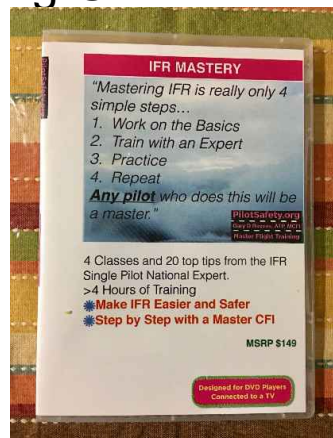 IFR MASTERY
"Mastering IFR is really only 4
simple steps...
1. Work on the Basics
2. Train with an Expert
3. Practice
4. Repeat
Any pilot who does this will be
a master."
PilotSafety.org
Master Flight Training
4 Classes and 20 top tips from the IFR
Single Pilot National Expert.
>4 Hours of Training
Make IFR Easier and Safer
Step by Step with a Master CFI
MSRP $149
Designed for DVD Players
Connected to a TV